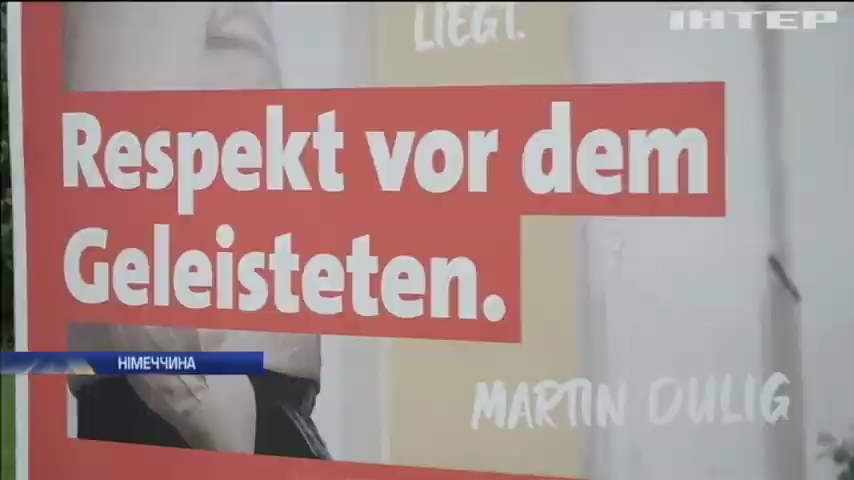 LIEGT.
ІНТЕР
Respekt vor dem
Geleisteten.
НІМЕЧЧИНА
MARTIN DULIG